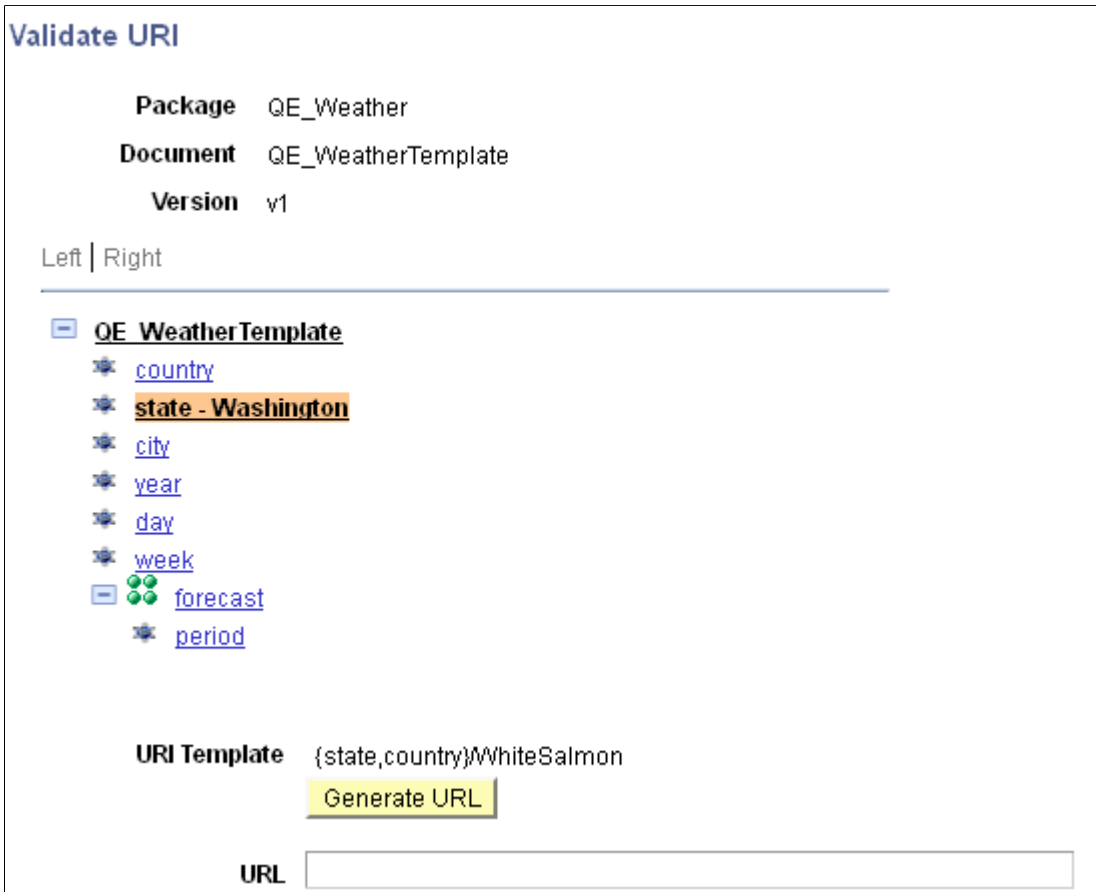 Validate URI
Package QE_Weather
Document QE_WeatherTemplate
Version v1
Left | Right
QE_WeatherTemplate
country
state - Washington
city
year
day
week
forecast
period
URI Template {state,country}/WhiteSalmon
Generate URL
URL